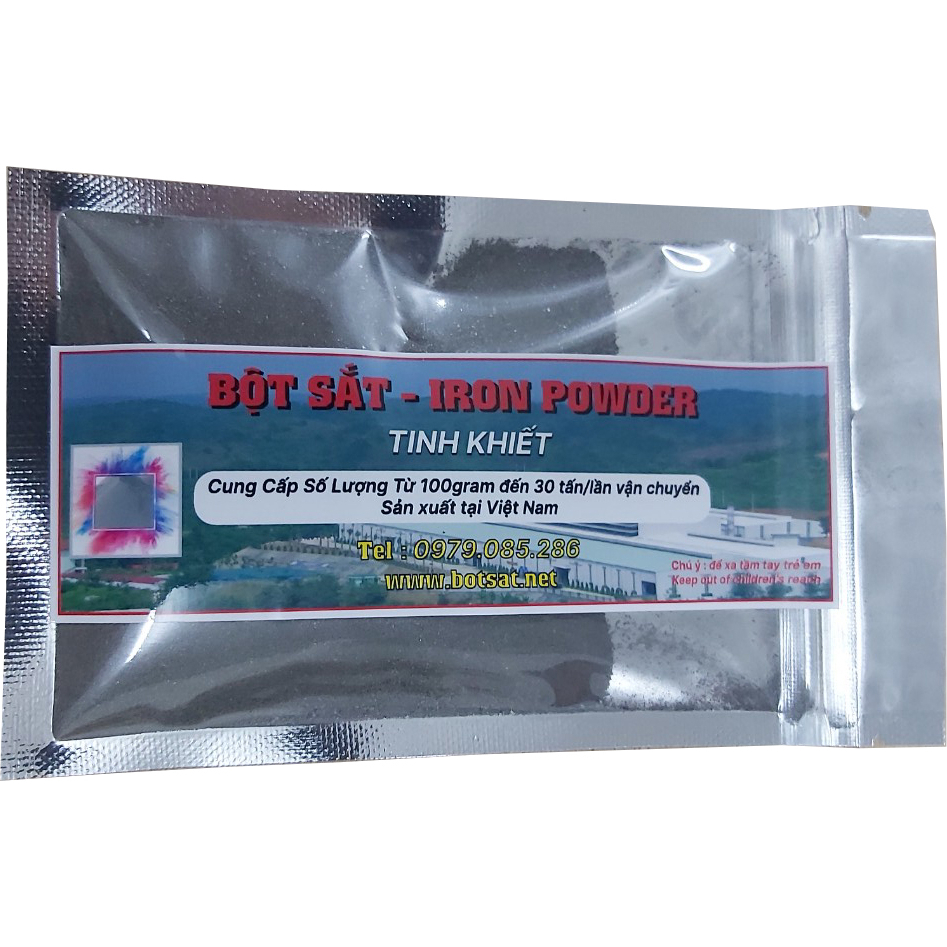 BỘT SẮT - IRON POWDER
TINH KHIẾT
Cung Cấp Số Lượng Từ 100gram đến 30 tấn/lần vận chuyển
Sản xuất tại Việt Nam
Tel : 0979.085.286
www.botsat.net
Chú ý : để xa tầm tay trẻ em
Keep out of children's reach